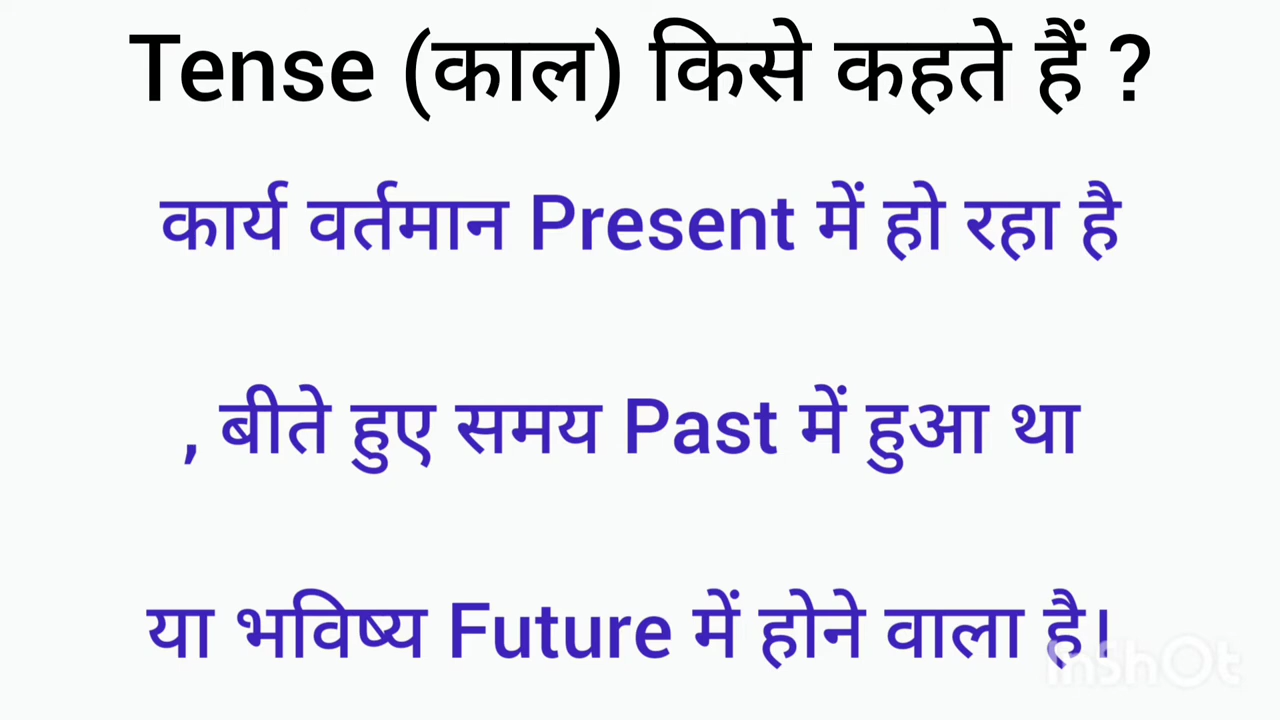 Tense (काल) किसे कहते हैं ?
कार्य वर्तमान Present में हो रहा है
, बीते हुए समय Past में हुआ था
या भविष्य Future में होने वाला है।
InShOt